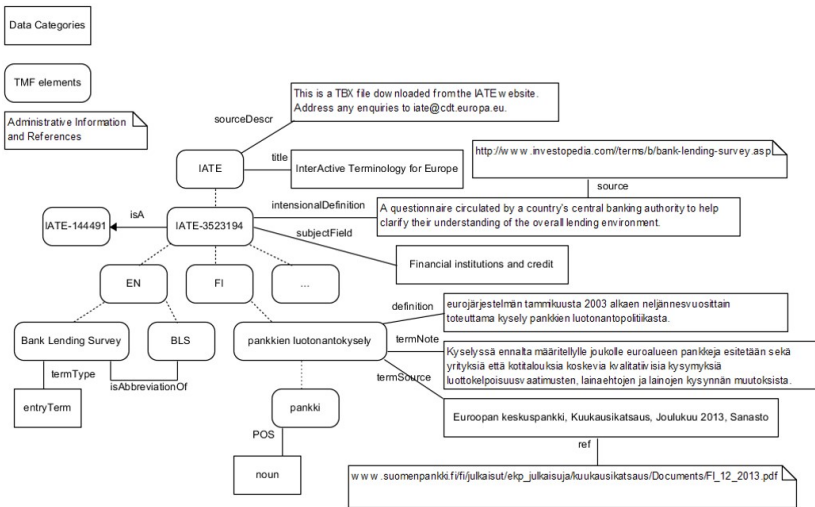 Data Categories
TMF elements
Administrative Information
and References
This is a TBX file downloaded from the IATE website.
Address any enquiries to iate@cdt.europa.eu.
sourceDescr
IATE
title
InterActive Terminology for Europe
http://www.investopedia.com//terms/b/bank-lending-survey.asp
source
isA
IATE-144491
IATE-3523194
intensionalDefinition
A questionnaire circulated by a country's central banking authority to help
clarify their understanding of the overall lending environment.
subjectField
Financial institutions and credit
EN
FI
...
definition
eurojärjestelmän tammikuusta 2003 alkaen neljännesvuosittain
toteuttama kysely pankkien luotonantopolitiikasta.
Bank Lending Survey
BLS
pankkien luotonantokysely
termNote
Kyselyssä ennalta määritellylle joukolle euroalueen pankkeja esitetään sekä
yrityksiä että kotitalouksia koskevia kvalitatiivisia kysymyksiä
luottokelpoisuusvaatimusten, lainaehtojen ja lainojen kysynnän muutoksista.
termType
isAbbreviationOf
termSource
entryTerm
pankki
Euroopan keskuspankki, Kuukausikatsaus, Joulukuu 2013, Sanasto
POS
ref
noun
www.suomenpankki.fi/fi/julkaisut/ekp_julkaisuja/kuukausikatsaus/Documents/FI_12_2013.pdf